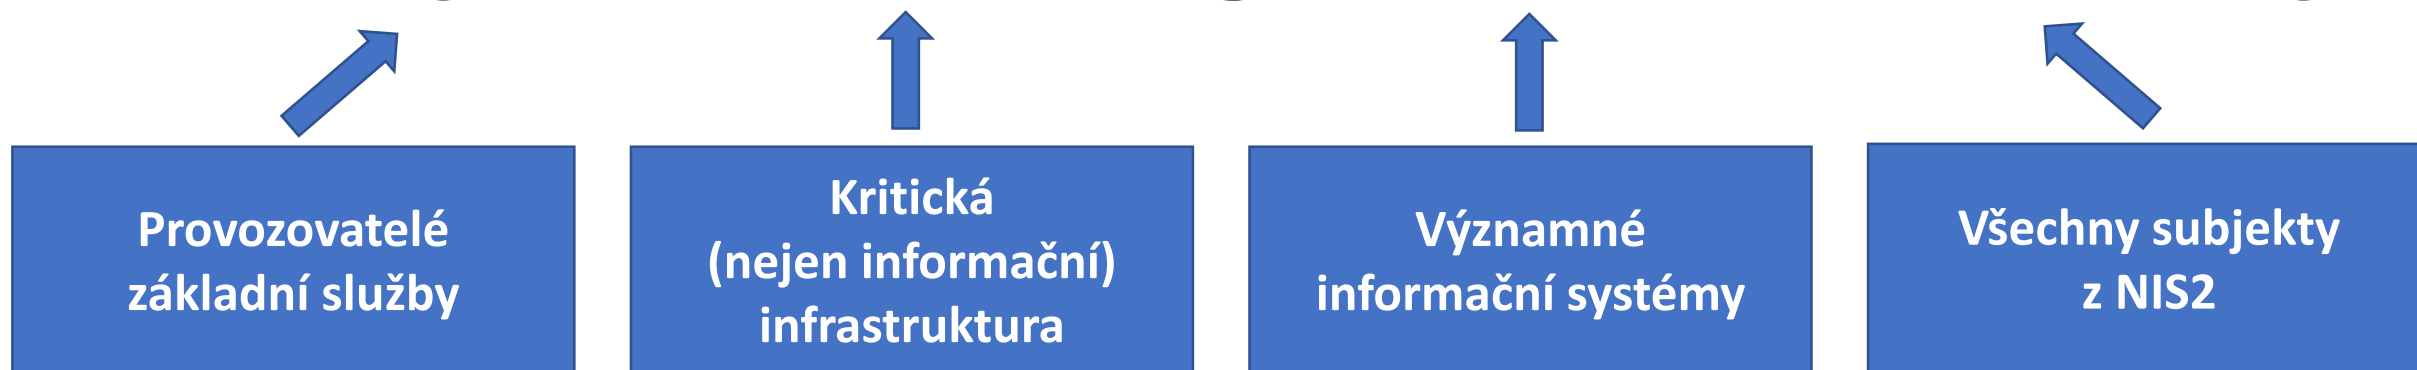 Provozovatelé
základní služby
Kritická
(nejen informační)
infrastruktura
Významné
informační systémy
Všechny subjekty
z NIS2